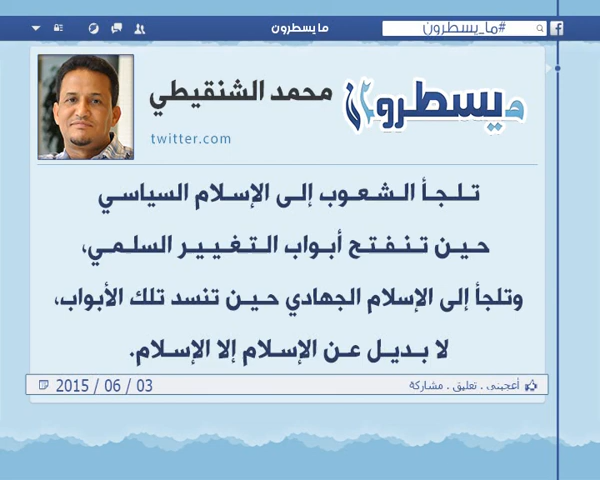 ما يسطرون
#ما_يسطرون
ما يسطرون
محمد الشنقيطي
twitter.com
تلجأ الشعوب إلى الإسلام السياسي
حين تنفتح أبواب التغيير السلمي،
وتلجأ إلى الإسلام الجهادي حين تنسد تلك الأبواب،
لا بديل عن الإسلام إلا الإسلام.
أعجبني . تعليق . مشاركة
2015 / 06 / 03